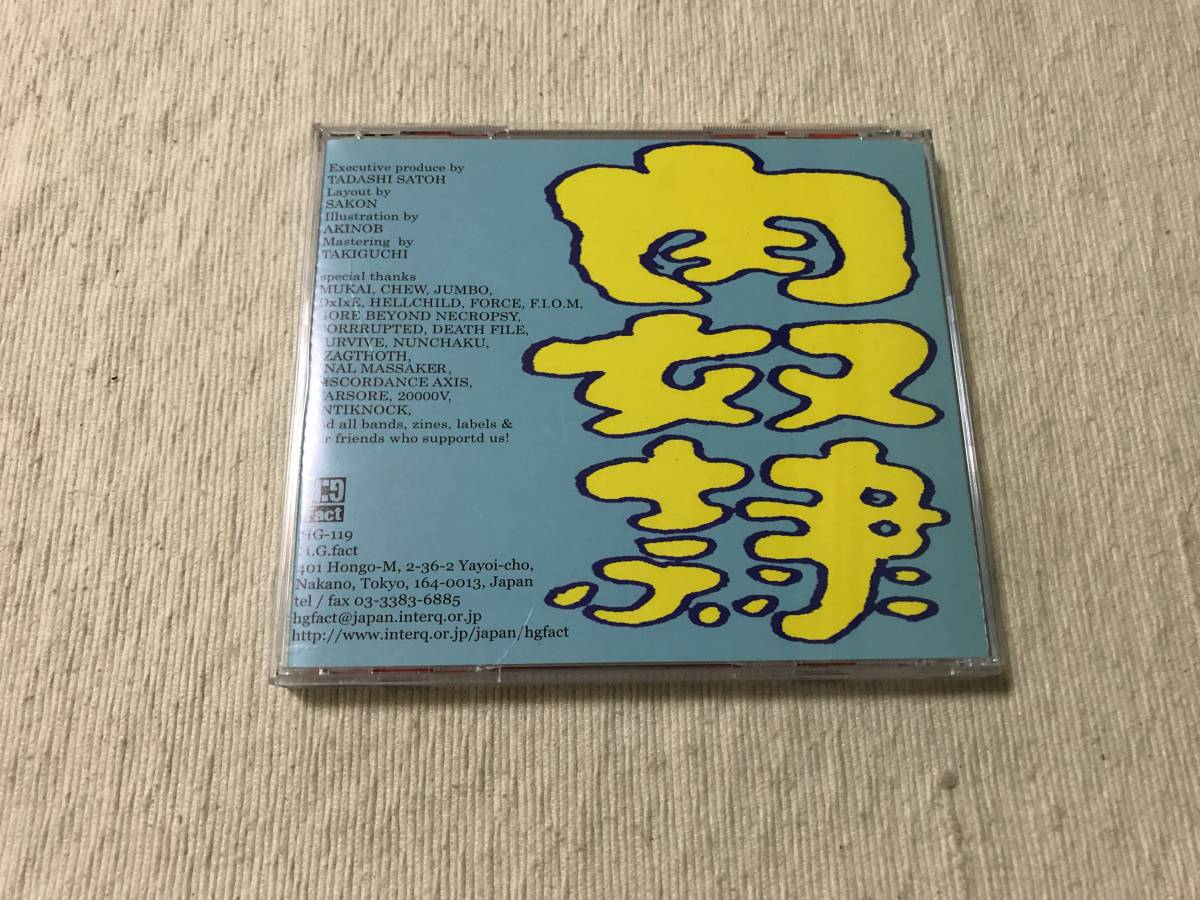 Executive produce by
TADASHI SATOH
Layout by
SAKON
Illustration by
AKINOB
Mastering by
TAKIGUCHI
special thanks
MUKAI, CHEW, JUMBO,
DxIxE, HELLCHILD, FORCE, F.I.O.M,
GORE BEYOND NECROPSY,
ORRRUPTED, DEATH FILE,
URVIVE, NUNCHAKU,
ZAGTHOTH,
NAL MASSAKER,
ISCORDANCE AXIS,
ARSORE, 20000V,
NTIKNOCK,
d all bands, zines, labels &
r friends who supportd us!
Fact
HG-119
i.G.fact
401 Hongo-M, 2-36-2 Yayoi-cho,
Nakano, Tokyo, 164-0013, Japan
tel / fax 03-3383-6885
hgfact@japan.interq.or.jp
http://www.interq.or.jp/japan/hgfact
肉
奴
隷